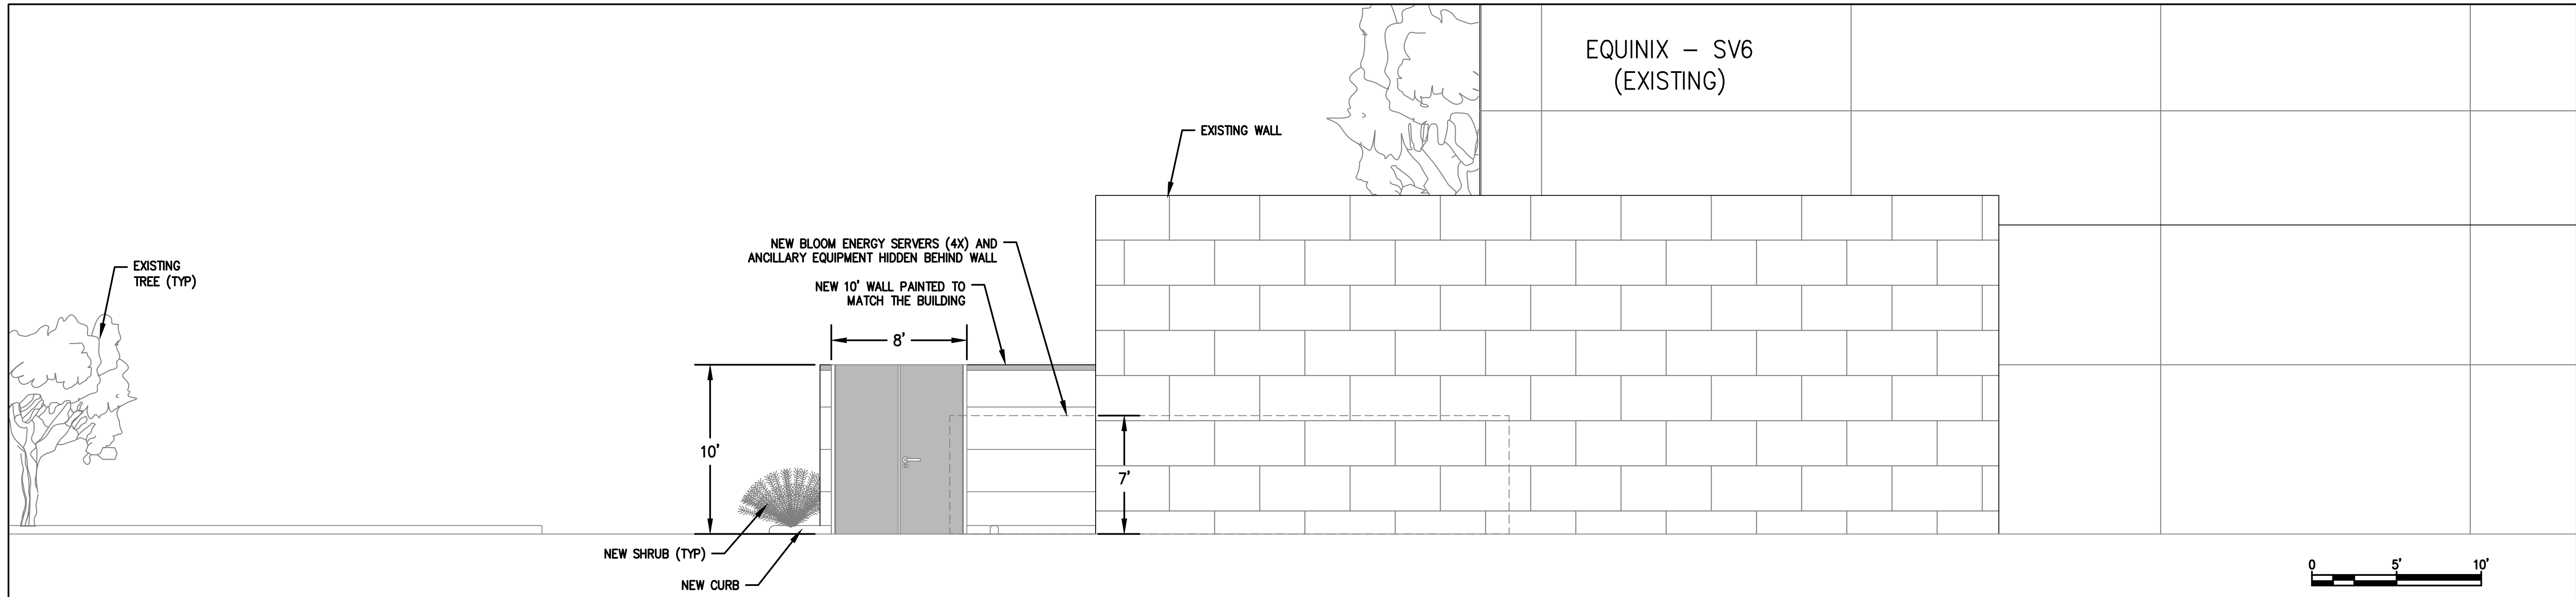 EQUINIX – SV6
(EXISTING)
EXISTING WALL
NEW BLOOM ENERGY SERVERS (4X) AND
ANCILLARY EQUIPMENT HIDDEN BEHIND WALL
EXISTING
TREE (TYP)
NEW 10' WALL PAINTED TO
MATCH THE BUILDING
8'
10'
7'
NEW SHRUB (TYP)
NEW CURB
0 5' 10'